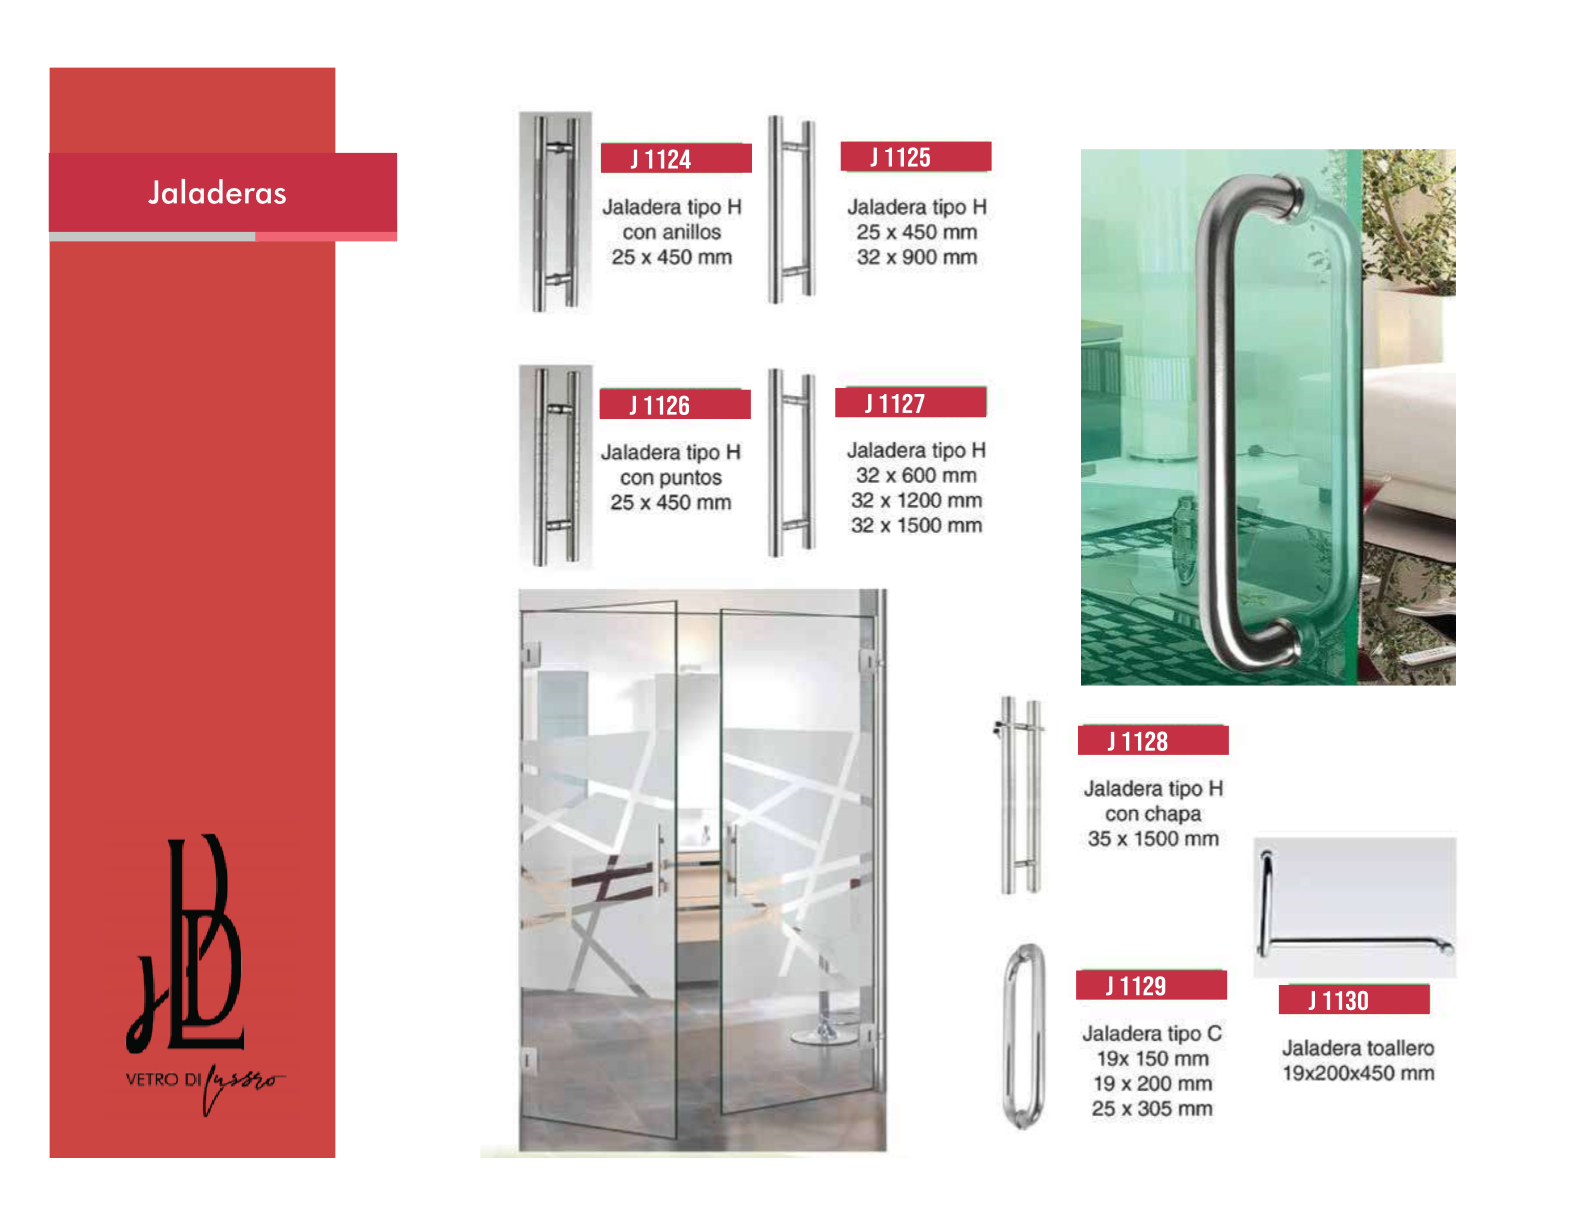 Jaladeras
J 1124
Jaladera tipo H
con anillos
25 x 450 mm
J 1125
Jaladera tipo H
25 x 450 mm
32 x 900 mm
J 1126
Jaladera tipo H
con puntos
25 x 450 mm
J 1127
Jaladera tipo H
32 x 600 mm
32 x 1200 mm
32 x 1500 mm
J 1128
Jaladera tipo H
con chapa
35 x 1500 mm
J 1129
Jaladera tipo C
19x 150 mm
19 x 200 mm
25 x 305 mm
J 1130
Jaladera toallero
19x200x450 mm
VETRO DI Lussro